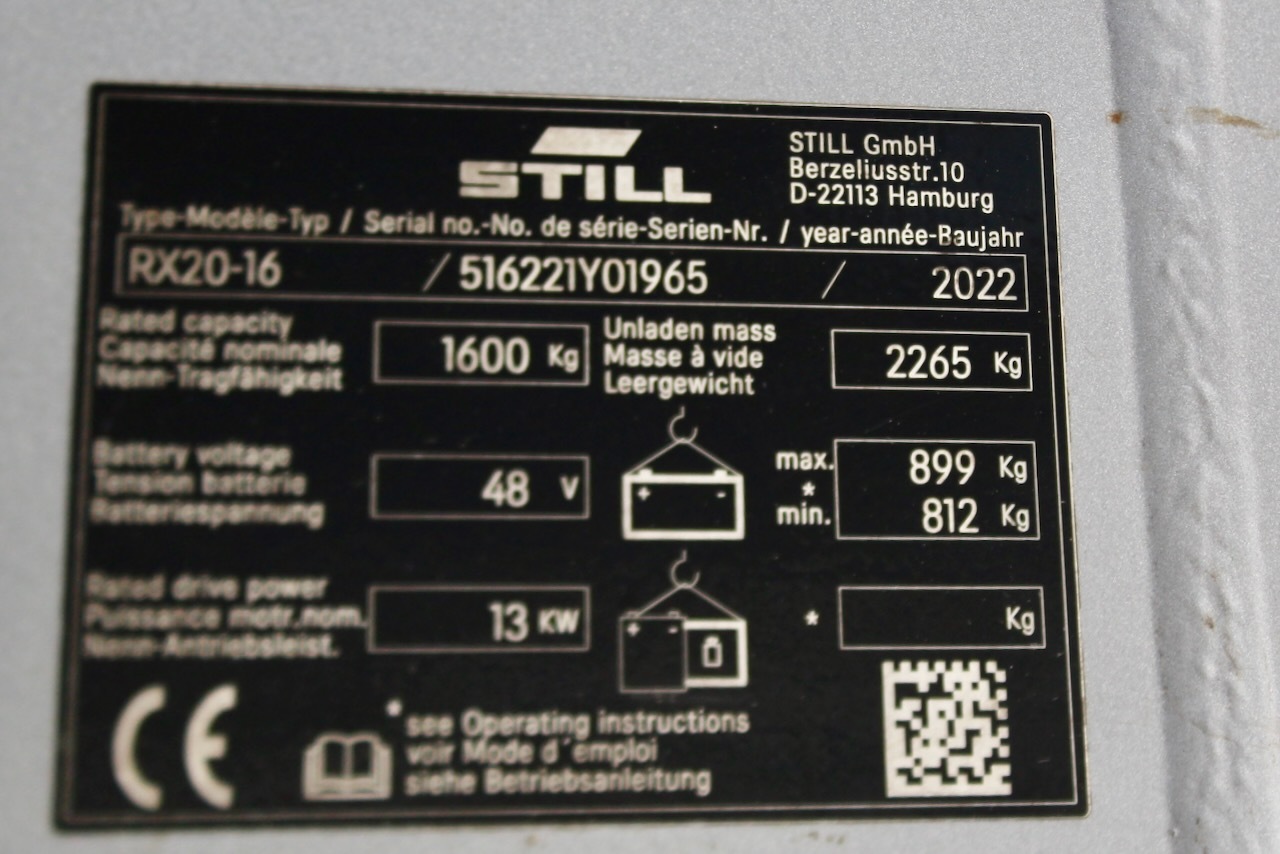 STILL
STILL GmbH
Berzeliusstr.10
D-22113 Hamburg
Type-Modèle-Typ / Serial no.-No. de série-Serien-Nr. / year-année-Baujahr
RX20-16 / 516221Y01965 / 2022
Rated capacity
Capacité nominale
Nenn-Tragfähigkeit
1600 Kg
Unladen mass
Masse à vide
Leergewicht
2265 Kg
Battery voltage
Tension batterie
Batteriespannung
48 V
+ -
max. 899 Kg
*
min. 812 Kg
Rated drive power
Puissance motr.nom.
Nenn-Antriebsleist.
13 KW
+ -
* Kg
CE
* see Operating instructions
voir Mode d´emploi
siehe Betriebsanleitung